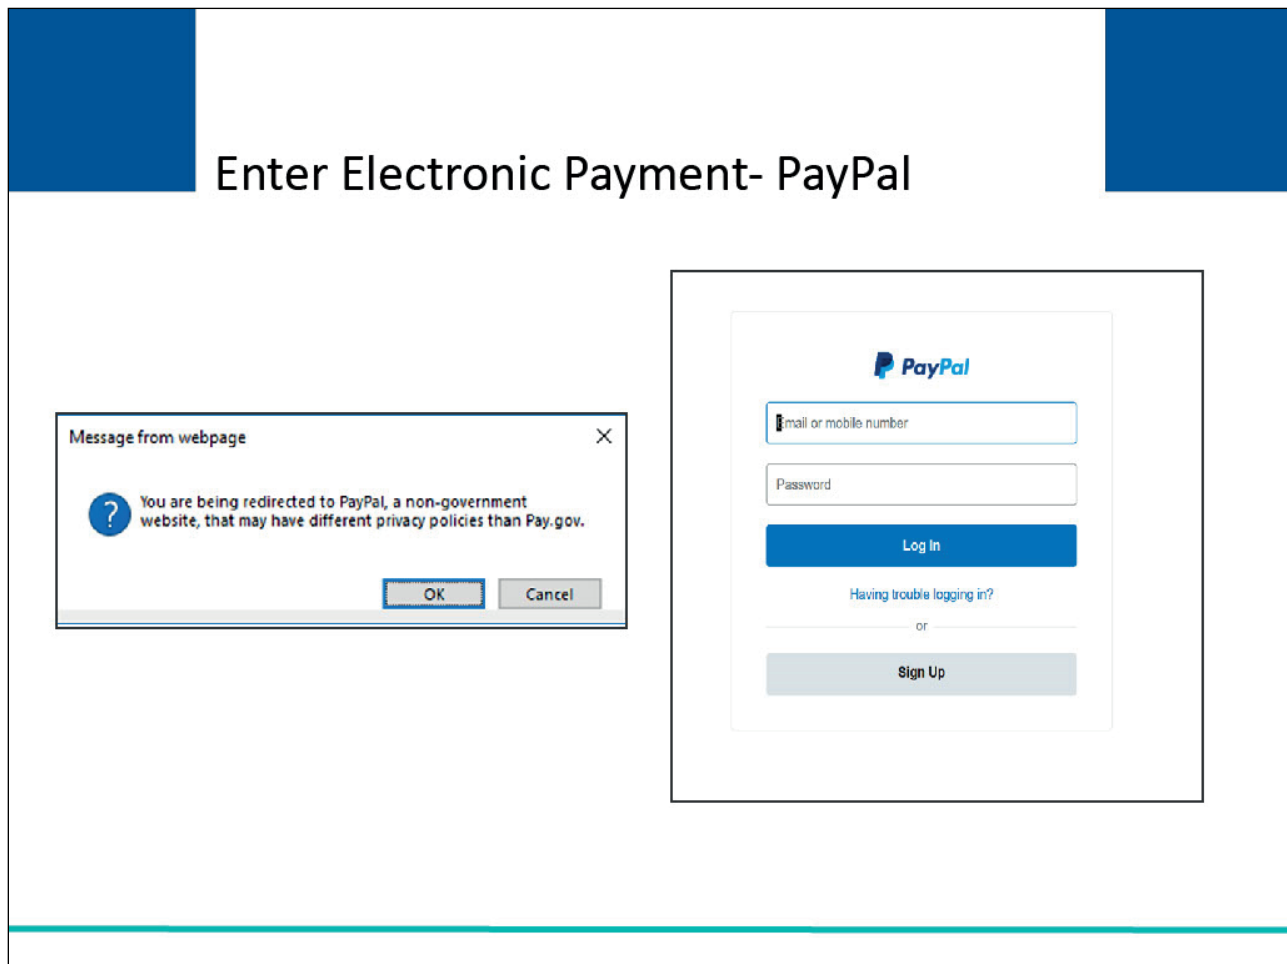 Enter Electronic Payment- PayPal
Message from webpage
You are being redirected to PayPal, a non-government
website, that may have different privacy policies than Pay.gov.
OK
Cancel
PayPal
Email or mobile number
Password
Log In
Having trouble logging in?
or
Sign Up